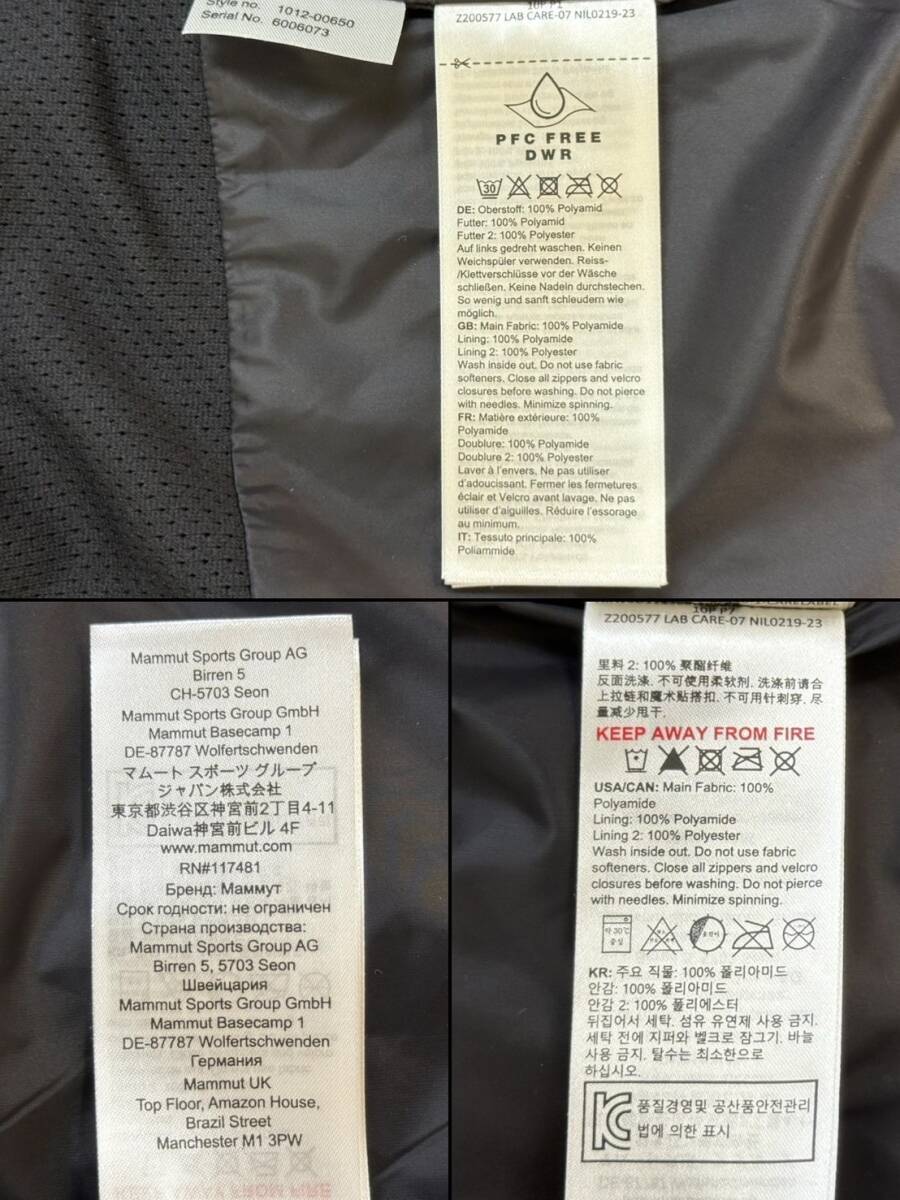 Style no. 1012-00650
Serial No. 6006073
Z200577 LAB CARE-07 NIL0219-23
PFC FREE
DWR
30
DE: Oberstoff: 100% Polyamid
Futter: 100% Polyamid
Futter 2: 100% Polyester
Auf links gedreht waschen. Keinen
Weichspüler verwenden. Reiss-
/Klettverschlüsse vor der Wäsche
schließen. Keine Nadeln durchstechen.
So wenig und sanft schleudern wie
möglich.
GB: Main Fabric: 100% Polyamide
Lining: 100% Polyamide
Lining 2: 100% Polyester
Wash inside out. Do not use fabric
softeners. Close all zippers and velcro
closures before washing. Do not pierce
with needles. Minimize spinning.
FR: Matière extérieure: 100%
Polyamide
Doublure: 100% Polyamide
Doublure 2: 100% Polyester
Laver à l'envers. Ne pas utiliser
d'adoucissant. Fermer les fermetures
éclair et Velcro avant lavage. Ne pas
utiliser d'aiguilles. Réduire l'essorage
au minimum.
IT: Tessuto principale: 100%
Poliammide
Mammut Sports Group AG
Birren 5
CH-5703 Seon
Mammut Sports Group GmbH
Mammut Basecamp 1
DE-87787 Wolfertschwenden
マムート スポーツ グループ
ジャパン株式会社
東京都渋谷区神宮前2丁目4-11
Daiwa神宮前ビル 4F
www.mammut.com
RN#117481
Бренд: Маммут
Срок годности: не ограничен
Страна производства:
Mammut Sports Group AG
Birren 5, 5703 Seon
Швейцария
Mammut Sports Group GmbH
Mammut Basecamp 1
DE-87787 Wolfertschwenden
Германия
Mammut UK
Top Floor, Amazon House,
Brazil Street
Manchester M1 3PW
Z200577 LAB CARE-07 NIL0219-23
里料 2: 100% 聚酯纤维
反面洗涤. 不可使用柔软剂. 洗涤前请合
上拉链和魔术贴搭扣. 不可用针刺穿. 尽
量减少甩干.
KEEP AWAY FROM FIRE
USA/CAN: Main Fabric: 100%
Polyamide
Lining: 100% Polyamide
Lining 2: 100% Polyester
Wash inside out. Do not use fabric
softeners. Close all zippers and velcro
closures before washing. Do not pierce
with needles. Minimize spinning.
약 30℃
중성
드라이
KR: 주요 직물: 100% 폴리아미드
안감: 100% 폴리아미드
안감 2: 100% 폴리에스터
뒤집어서 세탁. 섬유 유연제 사용 금지.
세탁 전에 지퍼와 벨크로 잠그기. 바늘
사용 금지. 탈수는 최소한으로
하십시오.
품질경영및 공산품안전관리
법에 의한 표시